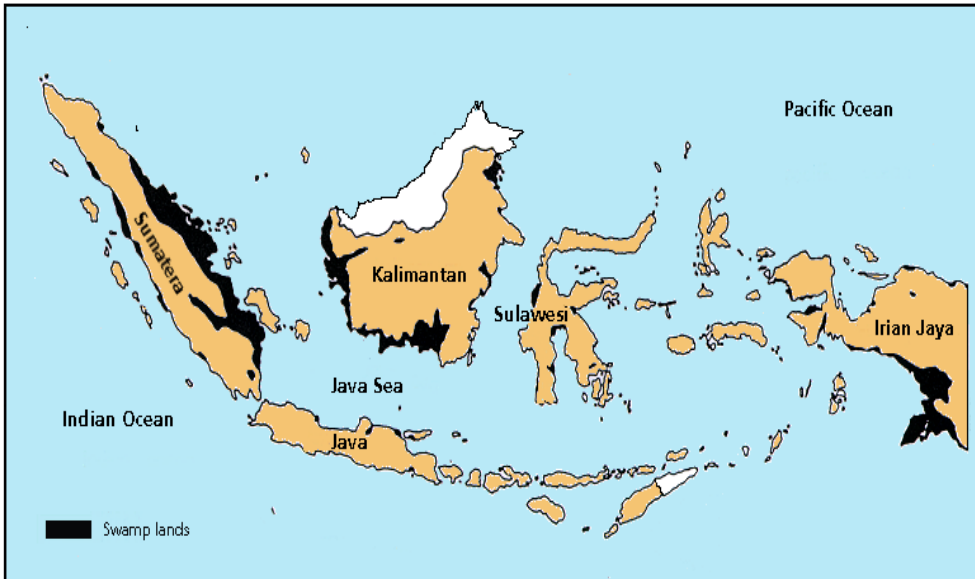 Pacific Ocean
Sumatera
Kalimantan
Sulawesi
Irian Jaya
Java Sea
Indian Ocean
Java
Swamp lands